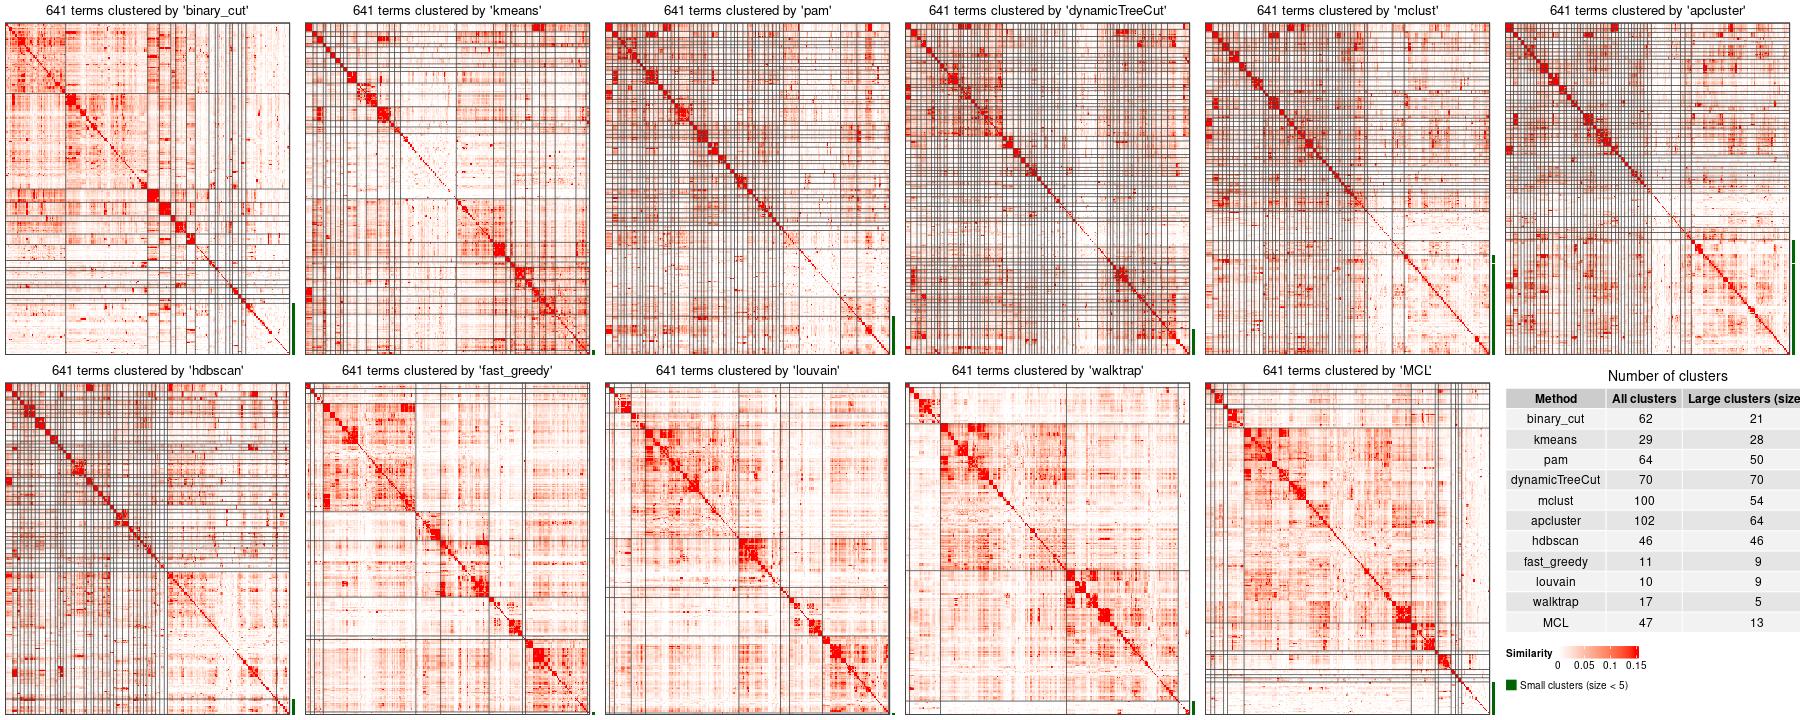 641 terms clustered by 'binary_cut'
641 terms clustered by 'kmeans'
641 terms clustered by 'pam'
641 terms clustered by 'dynamicTreeCut'
641 terms clustered by 'mclust'
641 terms clustered by 'apcluster'
641 terms clustered by 'hdbscan'
641 terms clustered by 'fast_greedy'
641 terms clustered by 'louvain'
641 terms clustered by 'walktrap'
641 terms clustered by 'MCL'
Number of clusters
Method All clusters Large clusters (size
binary_cut 62 21
kmeans 29 28
pam 64 50
dynamicTreeCut 70 70
mclust 100 54
apcluster 102 64
hdbscan 46 46
fast_greedy 11 9
louvain 10 9
walktrap 17 5
MCL 47 13
Similarity
0 0.05 0.1 0.15
Small clusters (size < 5)